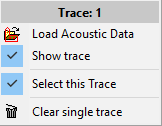 Trace: 1
Load Acoustic Data
Show trace
Select this Trace
Clear single trace